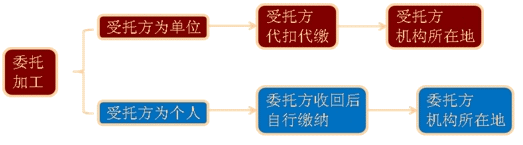 委托
加工
受托方为单位
受托方
代扣代缴
受托方
机构所在地
受托方为个人
委托方收回后
自行缴纳
委托方
机构所在地